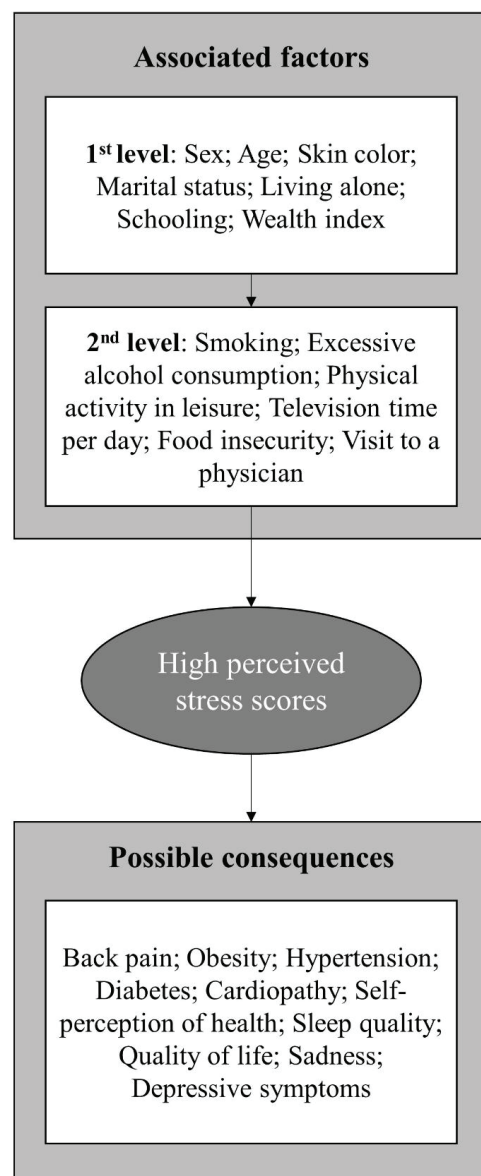 Associated factors
1st level: Sex; Age; Skin color;
Marital status; Living alone;
Schooling; Wealth index
2nd level: Smoking; Excessive
alcohol consumption; Physical
activity in leisure; Television time
per day; Food insecurity; Visit to a
physician
High perceived
stress scores
Possible consequences
Back pain; Obesity; Hypertension;
Diabetes; Cardiopathy; Self-
perception of health; Sleep quality;
Quality of life; Sadness;
Depressive symptoms